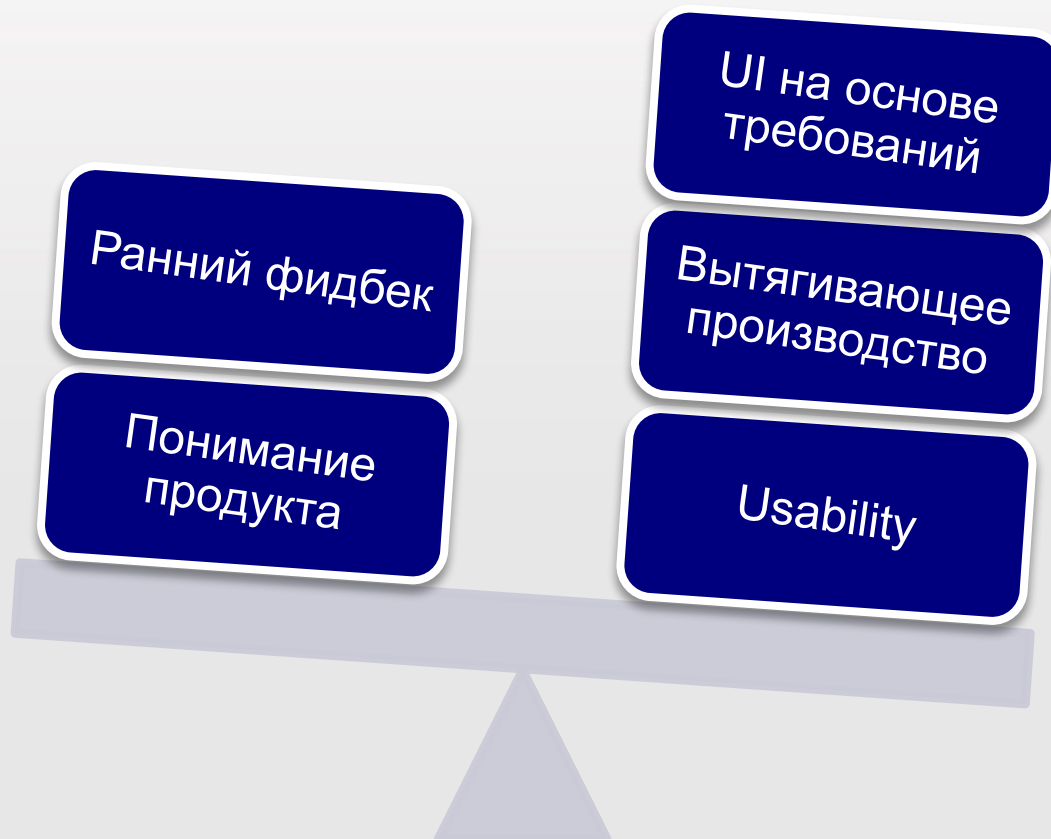 Ранний фидбек
Понимание
продукта
UI на основе
требований
Вытягивающее
производство
Usability